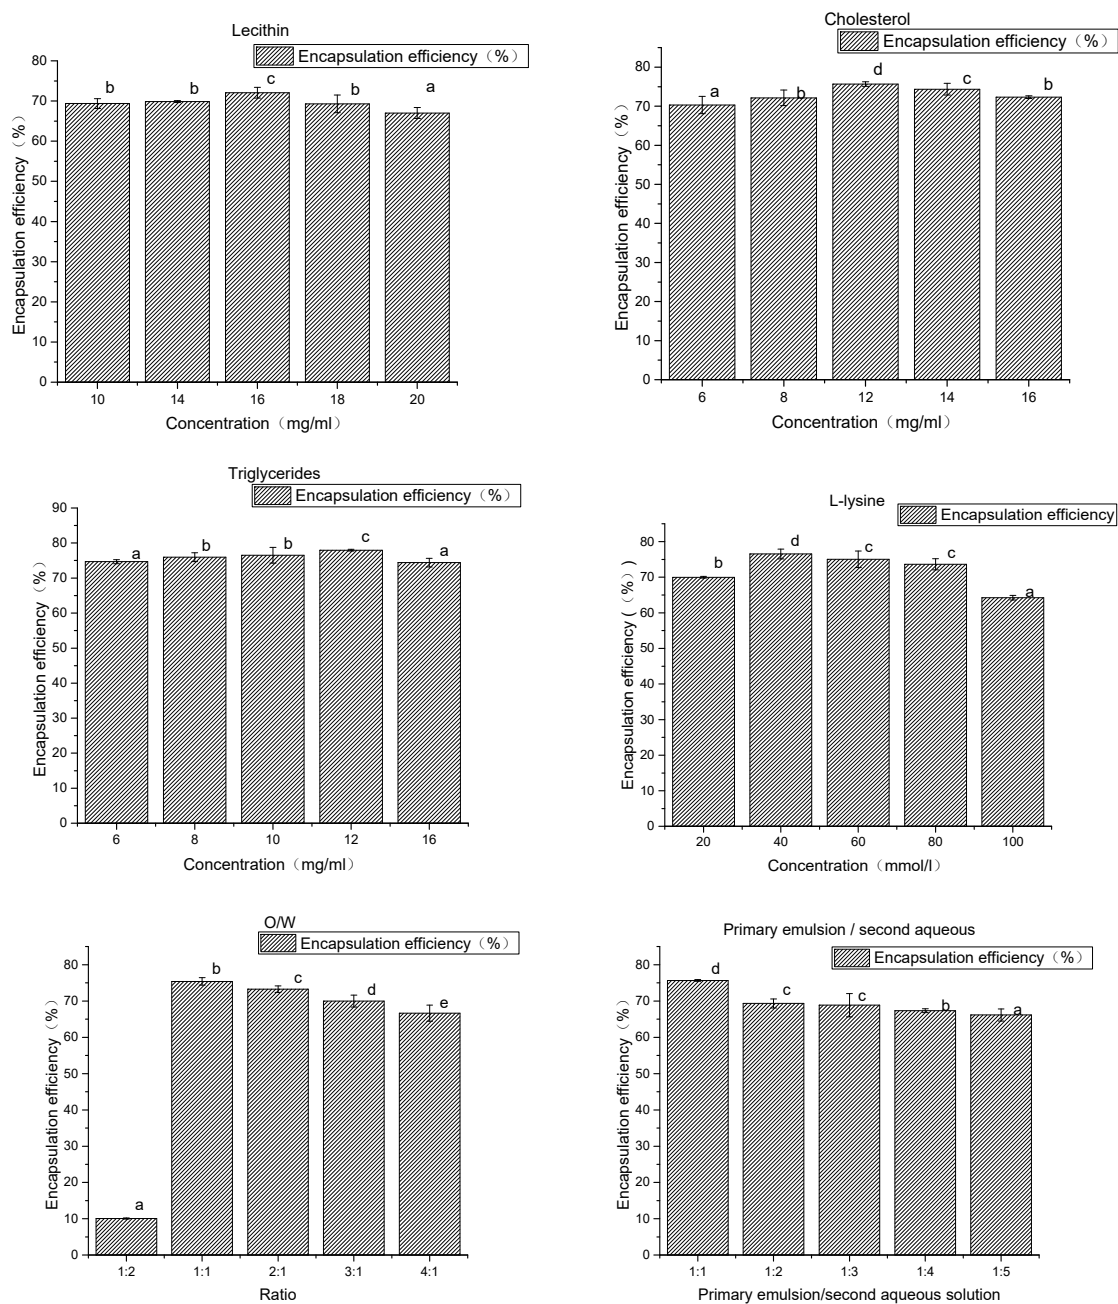 Lecithin
Encapsulation efficiency (%)
b b c b a
80
70
60
50
40
30
20
10
0
Encapsulation efficiency (%)
10 14 16 18 20
Concentration (mg/ml)
Cholesterol
Encapsulation efficiency (%)
a b d c b
80
70
60
50
40
30
20
10
0
Encapsulation efficiency (%)
6 8 12 14 16
Concentration (mg/ml)
Triglycerides
Encapsulation efficiency (%)
a b b c a
90
80
70
60
50
40
30
20
10
0
Encapsulation efficiency (%)
6 8 10 12 16
Concentration (mg/ml)
L-lysine
Encapsulation efficiency
b d c c a
80
70
60
50
40
30
20
10
0
Encapsulation efficiency ( (%) )
20 40 60 80 100
Concentration (mmol/l)
O/W
Encapsulation efficiency (%)
a b c d e
80
70
60
50
40
30
20
10
0
Encapsulation efficiency (%)
1:2 1:1 2:1 3:1 4:1
Ratio
Primary emulsion / second aqueous
Encapsulation efficiency (%)
d c c b a
80
70
60
50
40
30
20
10
0
Encapsulation efficiency (%)
1:1 1:2 1:3 1:4 1:5
Primary emulsion/second aqueous solution